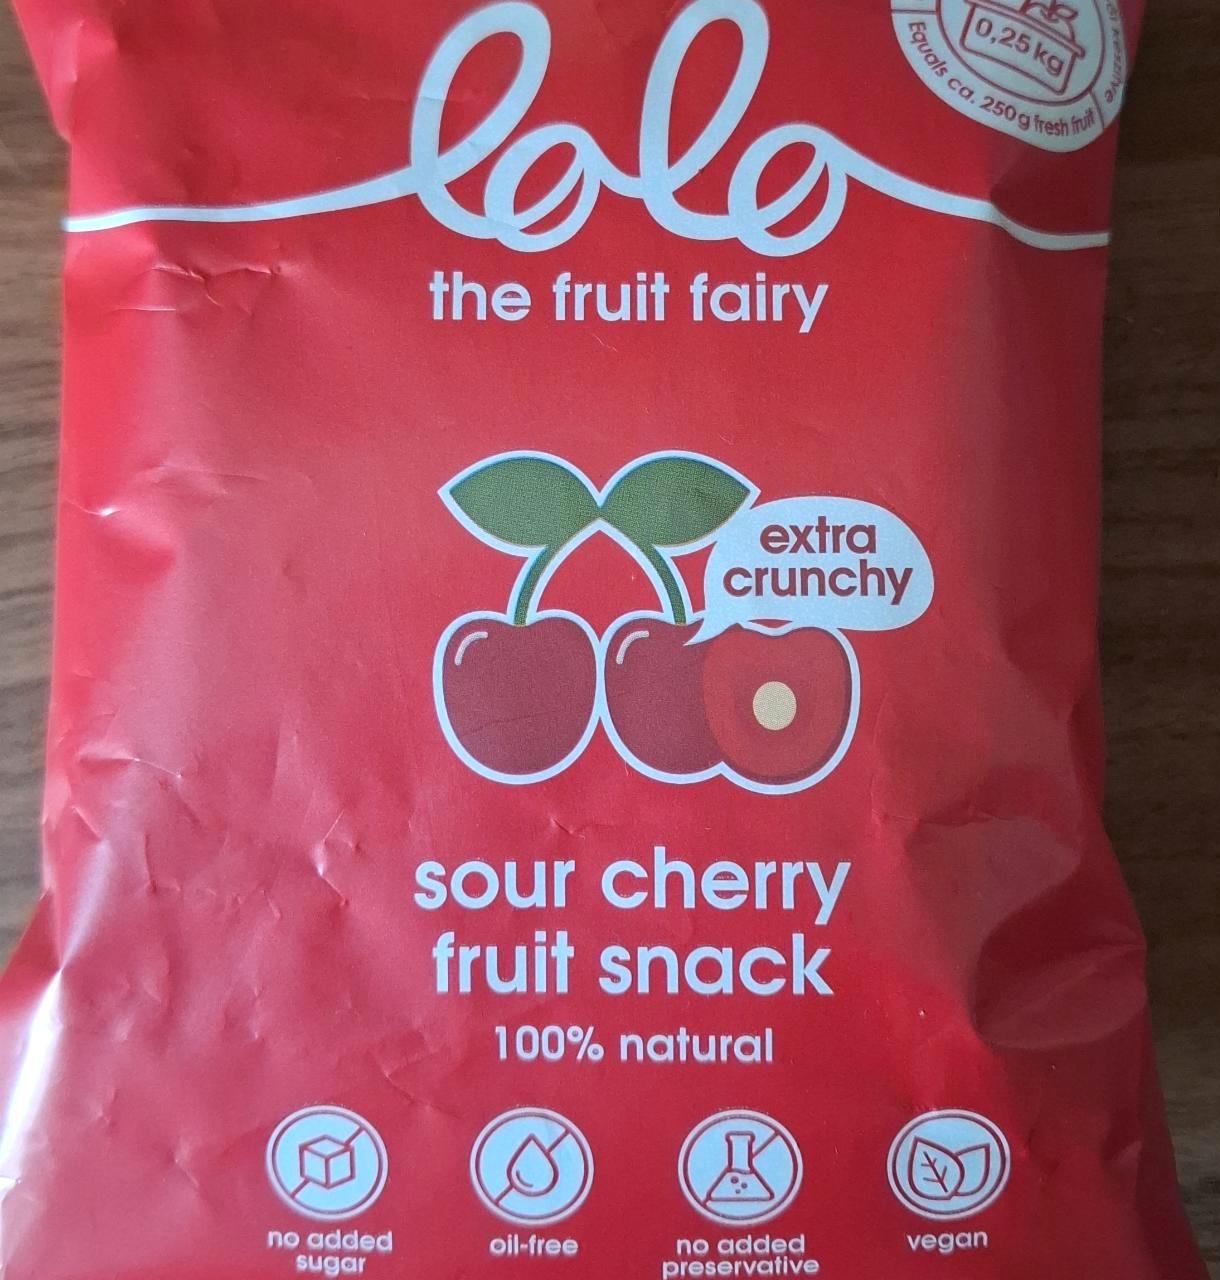 lolo
the fruit fairy
0,25 kg
Equals ca. 250g fresh fruit
extra
crunchy
sour cherry
fruit snack
100% natural
no added
sugar
oil-free
no added
preservative
vegan